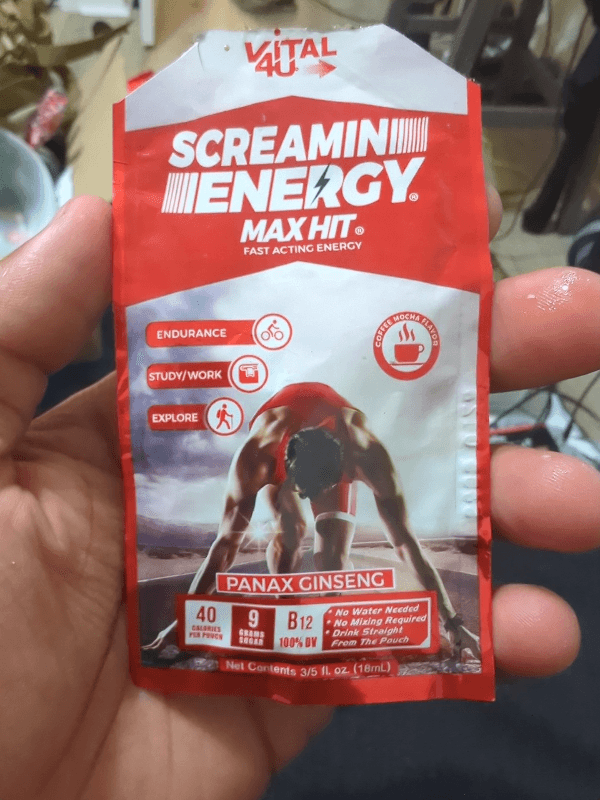 ViTAL
4U
SCREAMIN
ENERGY®
MAX HIT®
FAST ACTING ENERGY
ENDURANCE
COFFEE MOCHA FLAVOR
STUDY/WORK
EXPLORE
PANAX GINSENG
40
CALORIES
PER POUCH
9
GRAMS
SUGAR
B12
100% DV
• No Water Needed
• No Mixing Required
• Drink Straight
From The Pouch
Net Contents 3/5 fl. oz. (18mL)